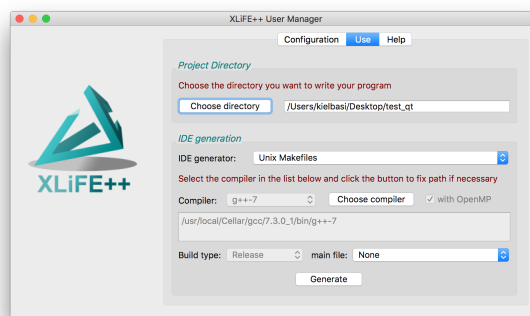 XLiFE++ User Manager
Configuration Use Help
Project Directory
Choose the directory you want to write your program
Choose directory /Users/kielbasi/Desktop/test_qt
IDE generation
IDE generator: Unix Makefiles
Select the compiler in the list below and click the button to fix path if necessary
XLiFE++
Compiler: g++-7 Choose compiler with OpenMP
/usr/local/Cellar/gcc/7.3.0_1/bin/g++-7
Build type: Release main file: None
Generate